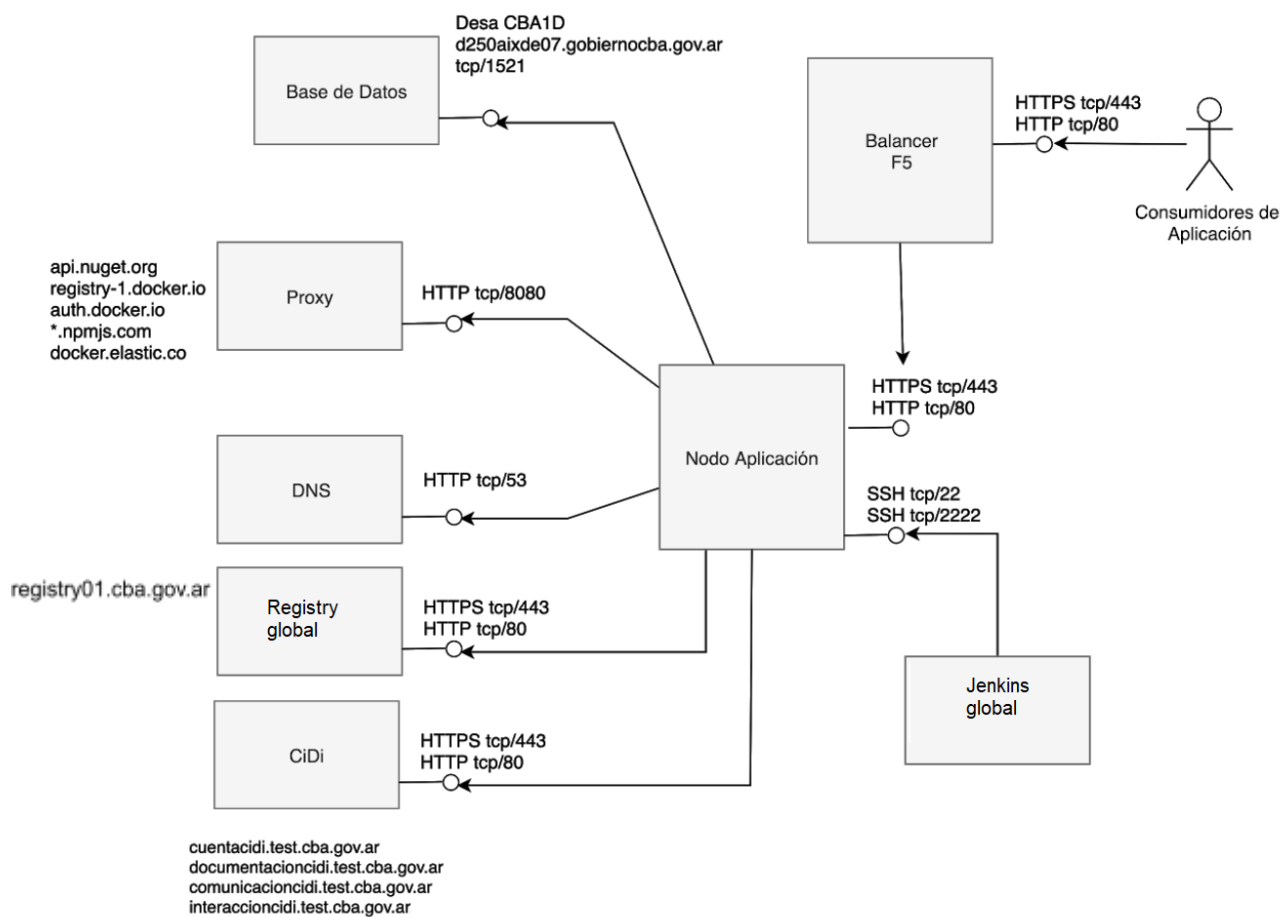 Desa CBA1D
d250aixde07.gobiernocba.gov.ar
tcp/1521
Base de Datos
HTTPS tcp/443
HTTP tcp/80
Balancer
F5
Consumidores de
Aplicación
api.nuget.org
registry-1.docker.io
auth.docker.io
*.npmjs.com
docker.elastic.co
Proxy
HTTP tcp/8080
HTTPS tcp/443
HTTP tcp/80
Nodo Aplicación
DNS
HTTP tcp/53
SSH tcp/22
SSH tcp/2222
registry01.cba.gov.ar
Registry
global
HTTPS tcp/443
HTTP tcp/80
Jenkins
global
CiDi
HTTPS tcp/443
HTTP tcp/80
cuentacidi.test.cba.gov.ar
documentacioncidi.test.cba.gov.ar
comunicacioncidi.test.cba.gov.ar
interaccioncidi.test.cba.gov.ar